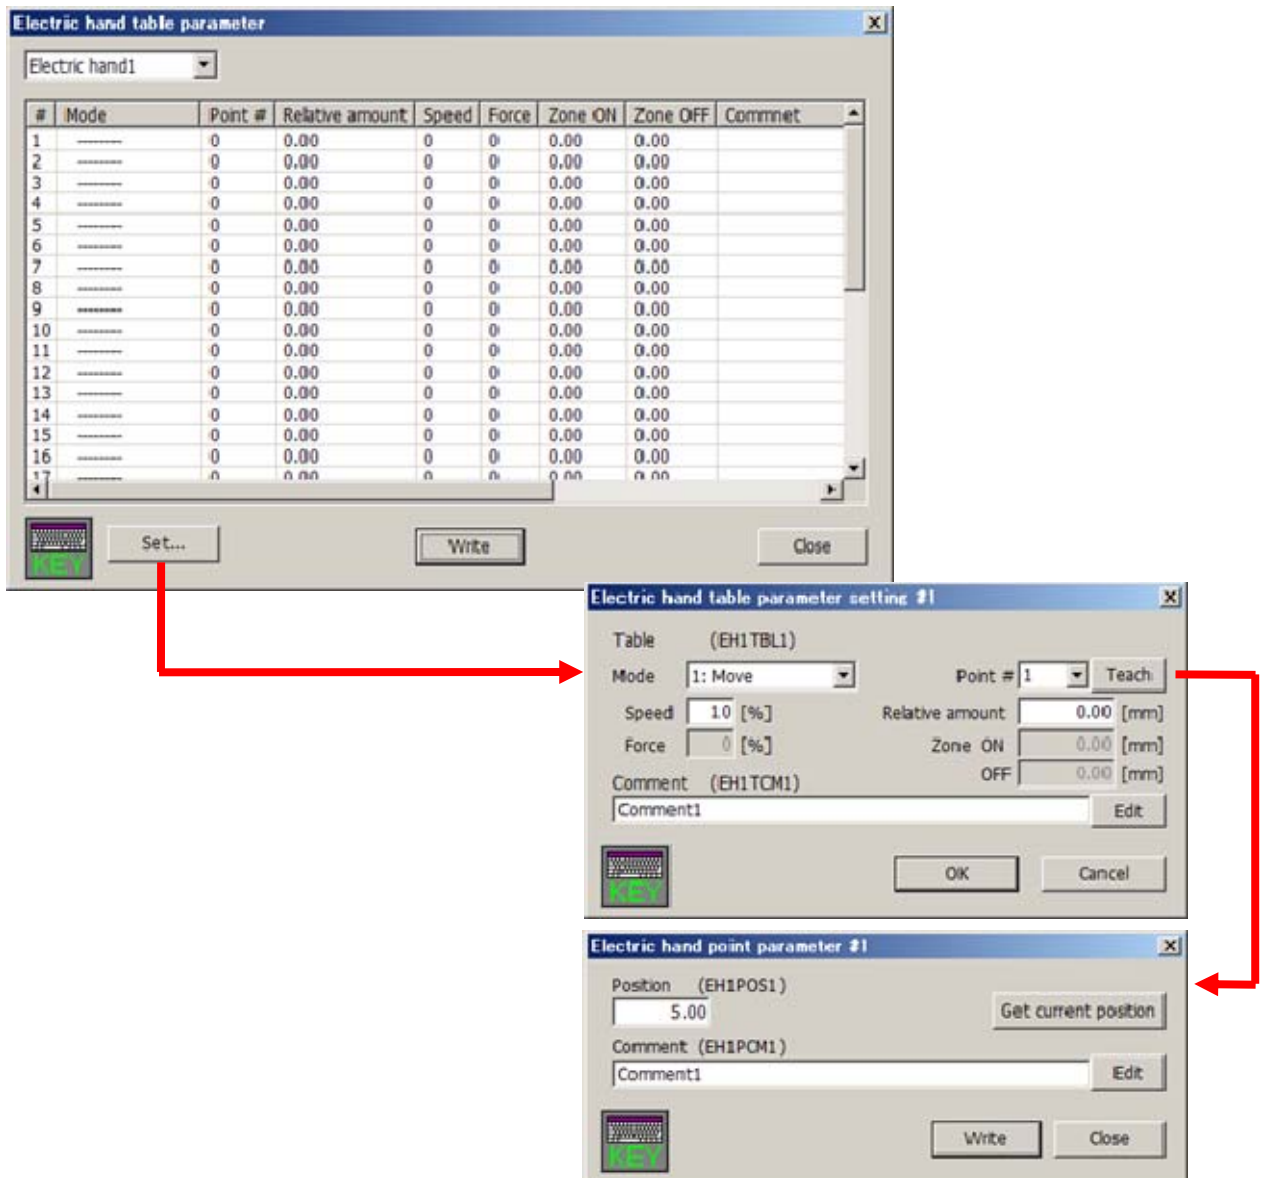 Electriic hand table parameter
Electric hand1
# Mode Point # Relative amount Speed Force Zone ON Zone OFF Commnet
1 -------- 0 0.00 0 0 0.00 0.00
2 -------- 0 0.00 0 0 0.00 0.00
3 -------- 0 0.00 0 0 0.00 0.00
4 -------- 0 0.00 0 0 0.00 0.00
5 -------- 0 0.00 0 0 0.00 0.00
6 -------- 0 0.00 0 0 0.00 0.00
7 -------- 0 0.00 0 0 0.00 0.00
8 -------- 0 0.00 0 0 0.00 0.00
9 -------- 0 0.00 0 0 0.00 0.00
10 -------- 0 0.00 0 0 0.00 0.00
11 -------- 0 0.00 0 0 0.00 0.00
12 -------- 0 0.00 0 0 0.00 0.00
13 -------- 0 0.00 0 0 0.00 0.00
14 -------- 0 0.00 0 0 0.00 0.00
15 -------- 0 0.00 0 0 0.00 0.00
16 -------- 0 0.00 0 0 0.00 0.00
17 -------- 0 0.00 0 0 0.00 0.00
KEY Set... Write Close
Electric hand table parameter setting #1
Table (EH1TBL1)
Mode 1: Move Point # 1 Teach
Speed 10 [%] Relative amount 0.00 [mm]
Force 0 [%] Zone ON 0.00 [mm]
OFF 0.00 [mm]
Comment (EH1TCM1)
Comment1 Edit
KEY OK Cancel
Electric hand point parameter #1
Position (EH1POS1)
5.00 Get current position
Comment (EH1PCM1)
Comment1 Edit
KEY Write Close